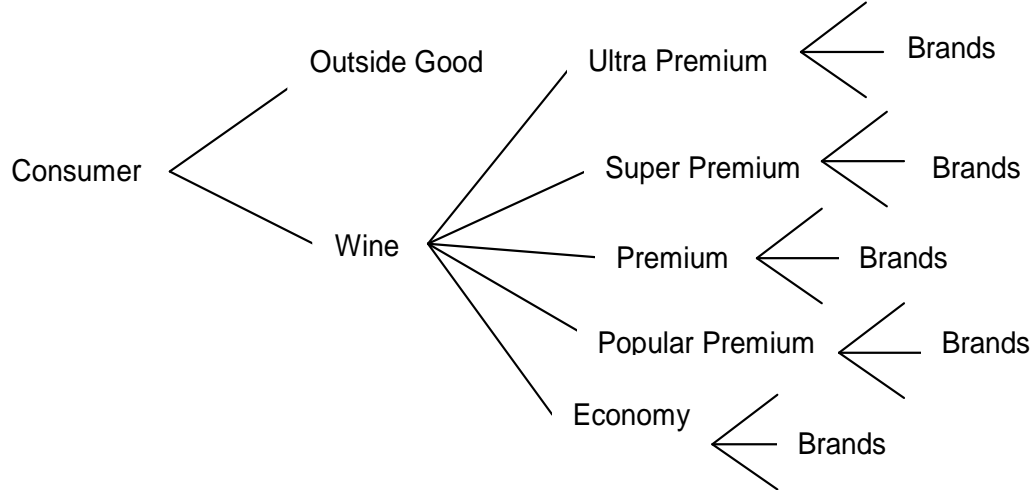 Outside Good
Ultra Premium
Brands
Consumer
Super Premium
Brands
Wine
Premium
Brands
Popular Premium
Brands
Economy
Brands